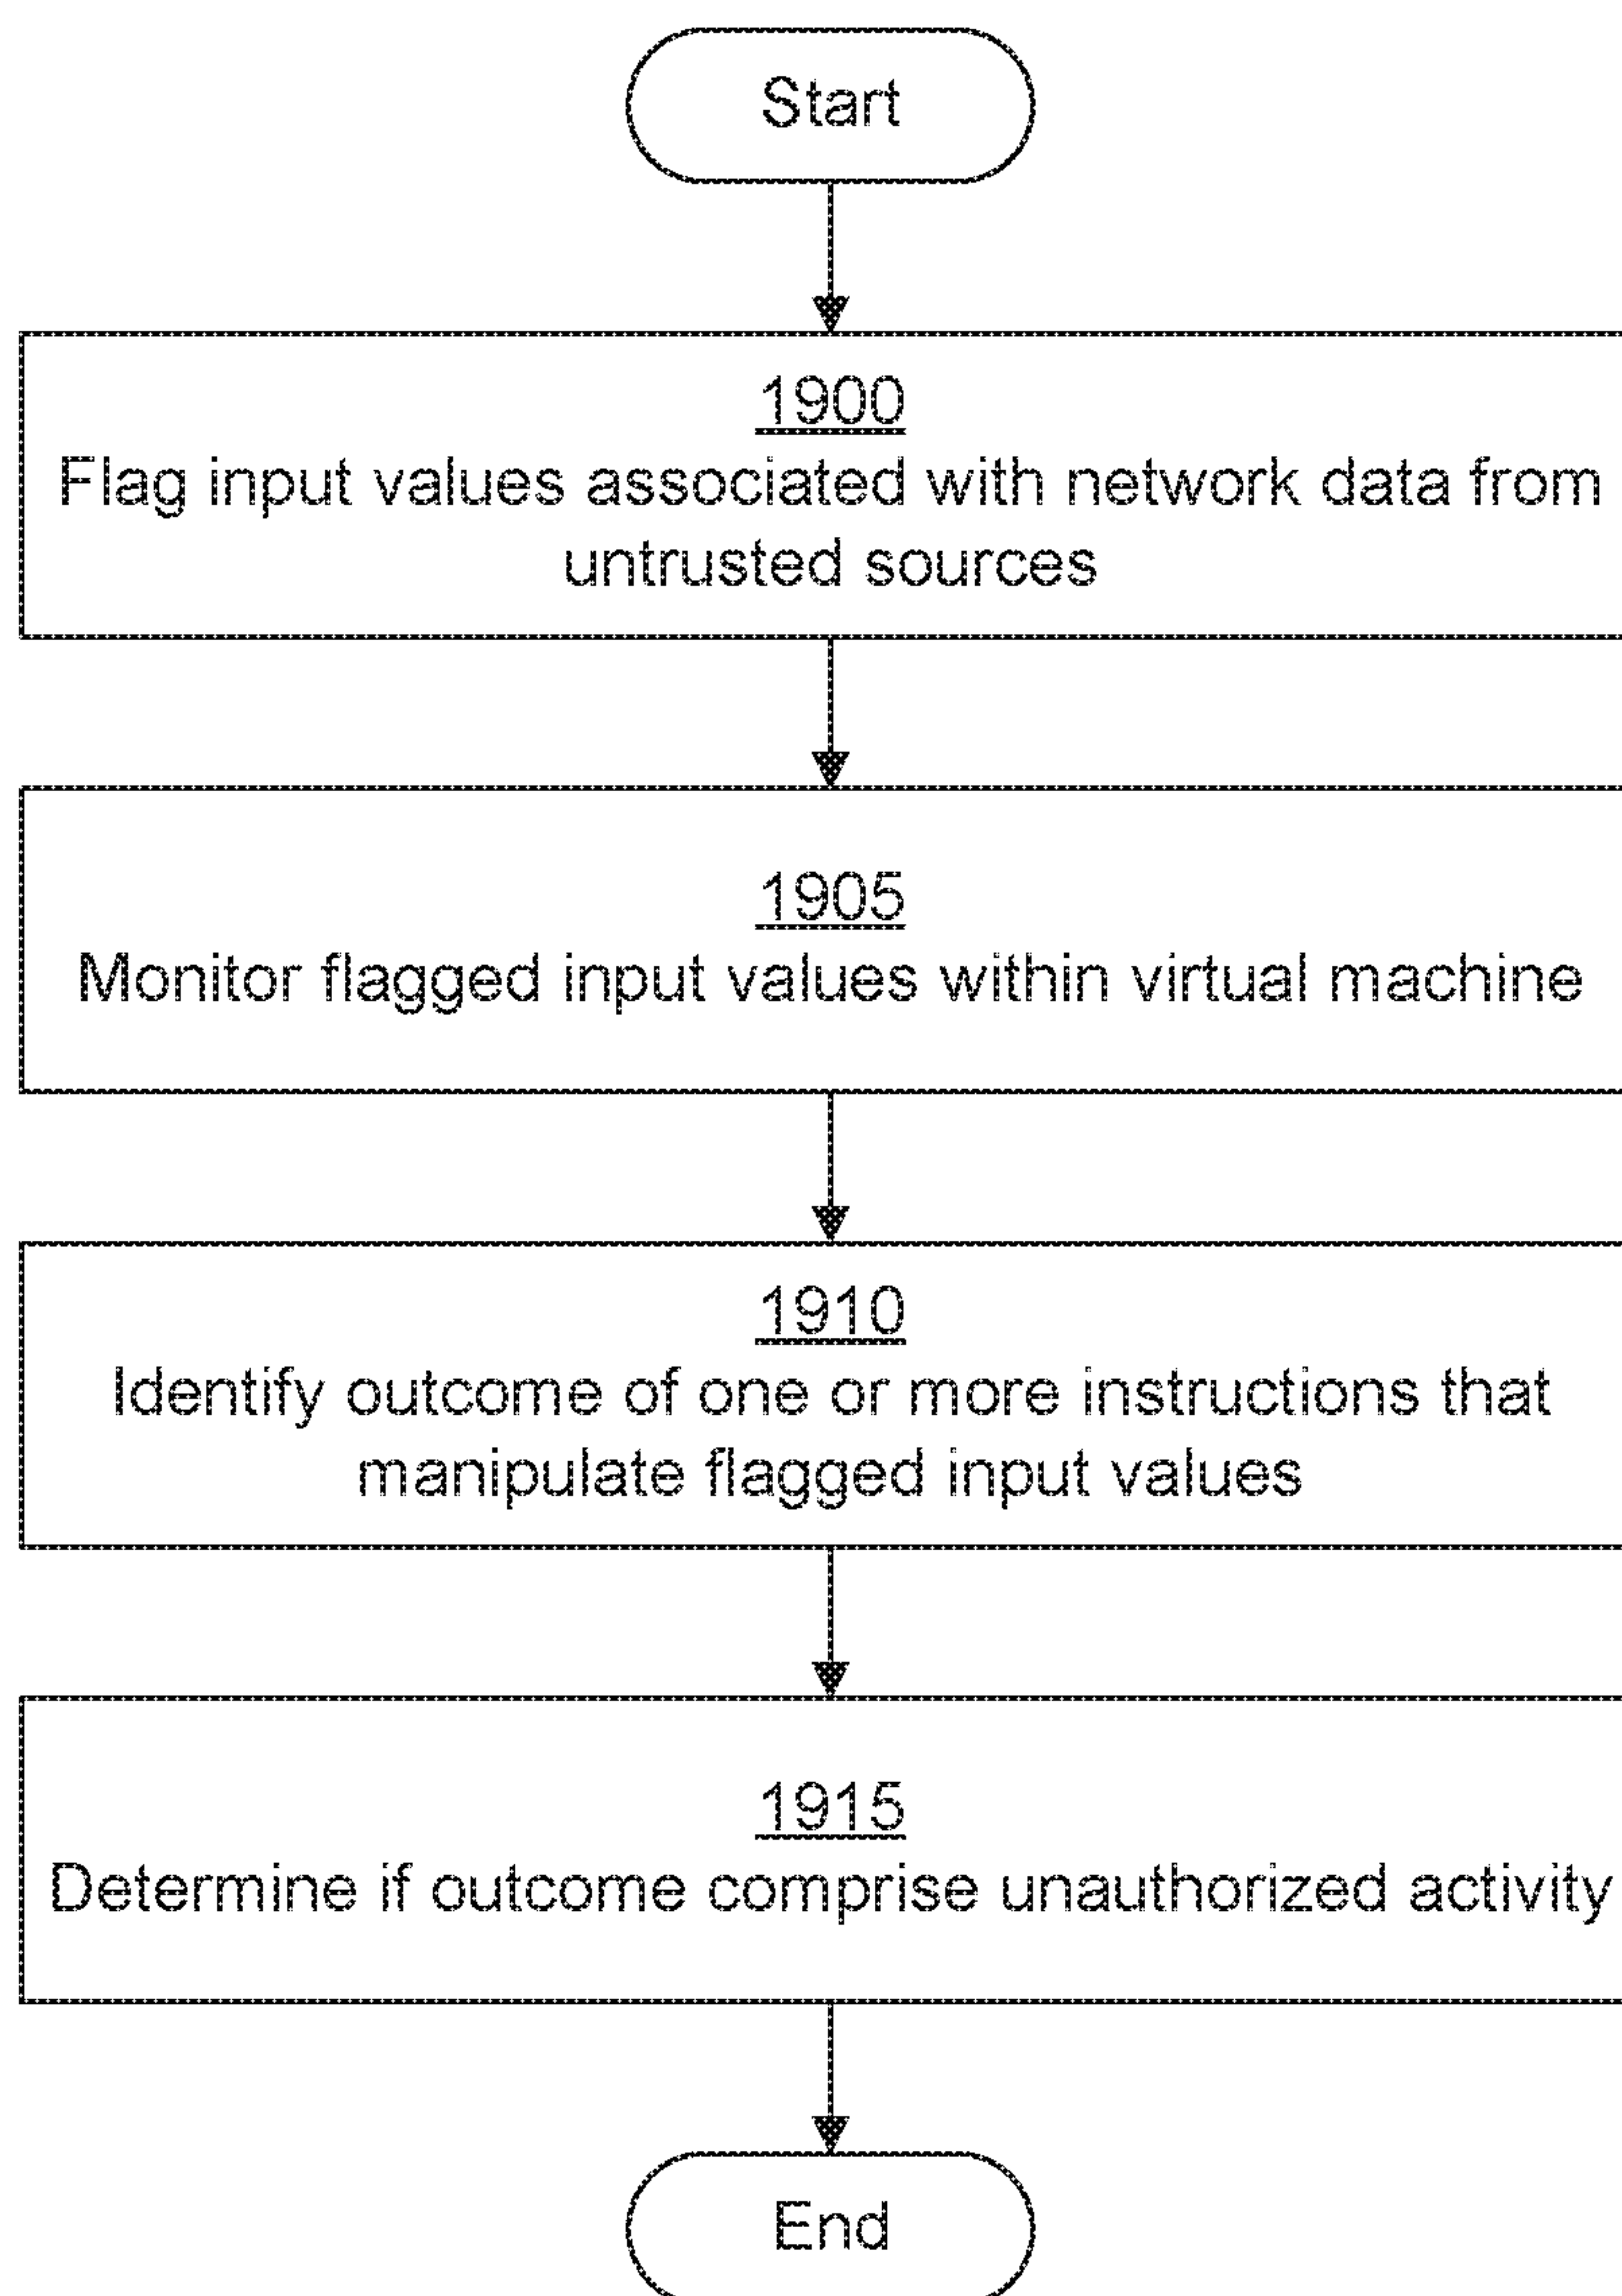 Start
1900
Flag input values associated with network data from
untrusted sources
1905
Monitor flagged input values within virtual machine
1910
Identify outcome of one or more instructions that
manipulate flagged input values
1915
Determine if outcome comprise unauthorized activity
End